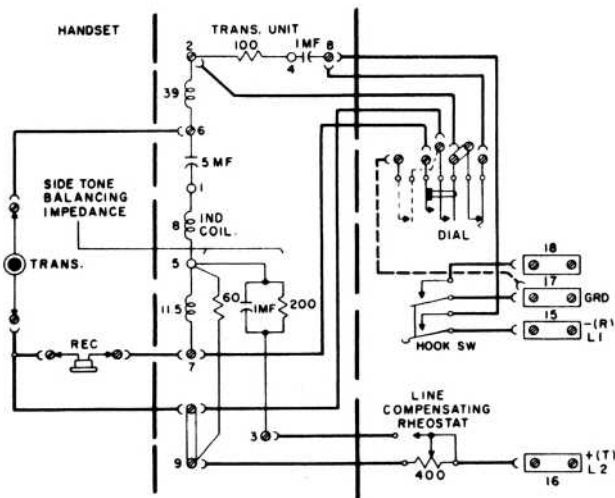 HANDSET
TRANS. UNIT
2
100
1MF
8
4
39
6
5 MF
1
SIDE TONE
BALANCING
IMPEDANCE
8
IND
COIL.
DIAL
TRANS.
5
60
1MF
200
11.5
18
17
GRD
15
-(R)
L1
HOOK SW
REC
7
LINE
COMPENSATING
RHEOSTAT
3
9
400
+(T)
L2
16